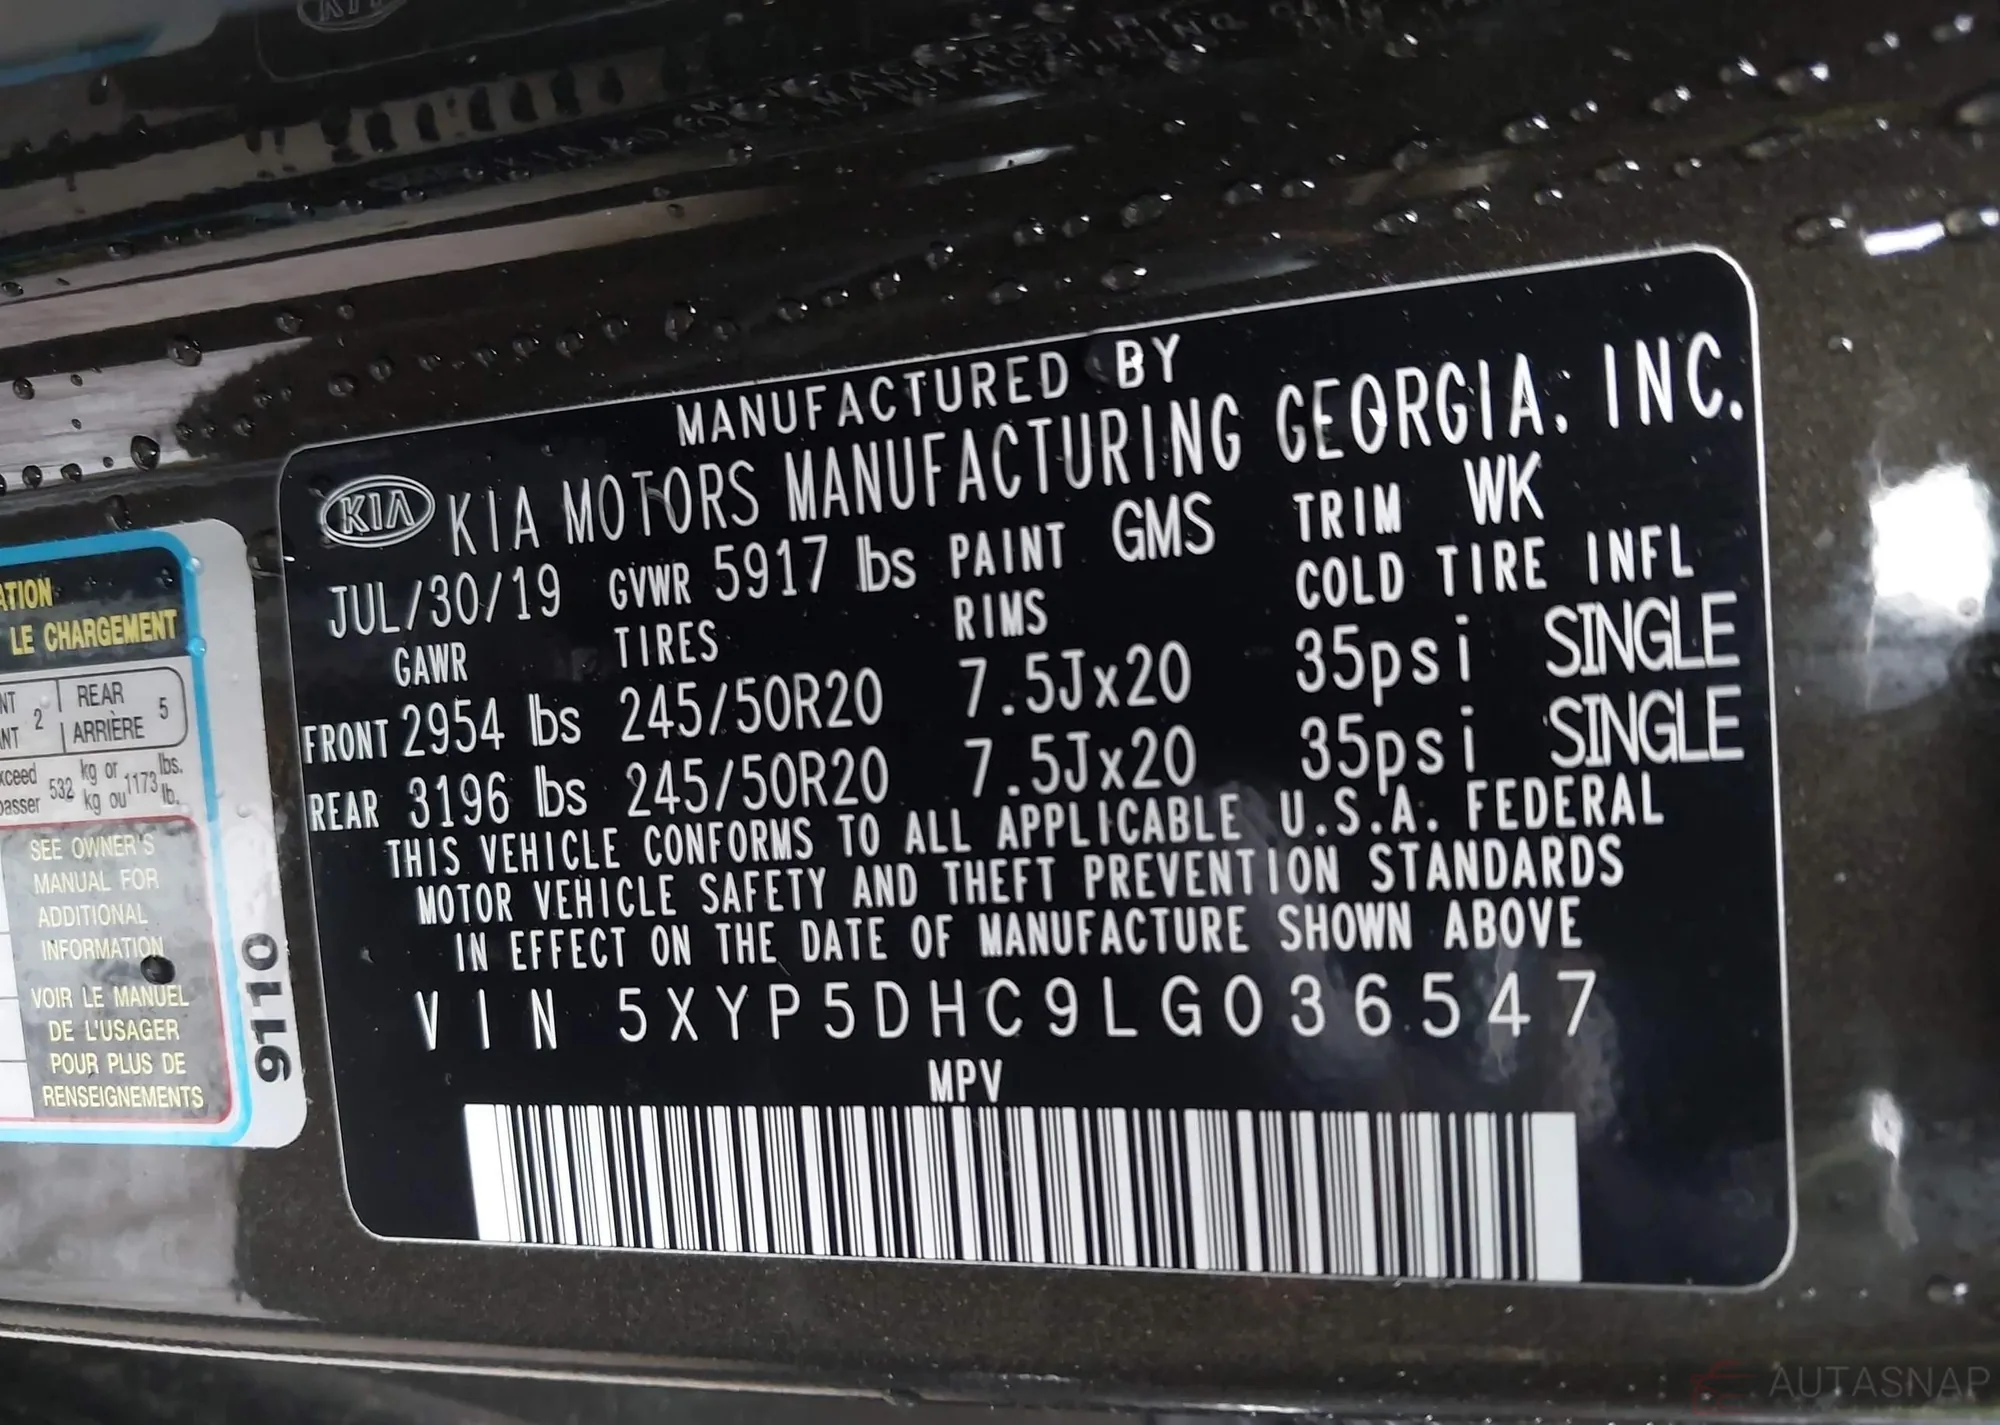 MANUFACTURED BY
KIA KIA MOTORS MANUFACTURING GEORGIA. INC.
JUL/30/19 GVWR 5917 lbs PAINT GMS TRIM WK
GAWR TIRES RIMS COLD TIRE INFL
FRONT 2954 lbs 245/50R20 7.5Jx20 35psi SINGLE
REAR 3196 lbs 245/50R20 7.5Jx20 35psi SINGLE
THIS VEHICLE CONFORMS TO ALL APPLICABLE U.S.A. FEDERAL
MOTOR VEHICLE SAFETY AND THEFT PREVENTION STANDARDS
IN EFFECT ON THE DATE OF MANUFACTURE SHOWN ABOVE
VIN 5XYP5DHC9LG036547
MPV
ATION
LE CHARGEMENT
NT 2 REAR 5
ANT ARRIÈRE
xceed 532 kg or 1173 lbs.
passer kg ou lb.
SEE OWNER'S
MANUAL FOR
ADDITIONAL
INFORMATION
VOIR LE MANUEL
DE L'USAGER
POUR PLUS DE
RENSEIGNEMENTS
9110
AUTASNAP